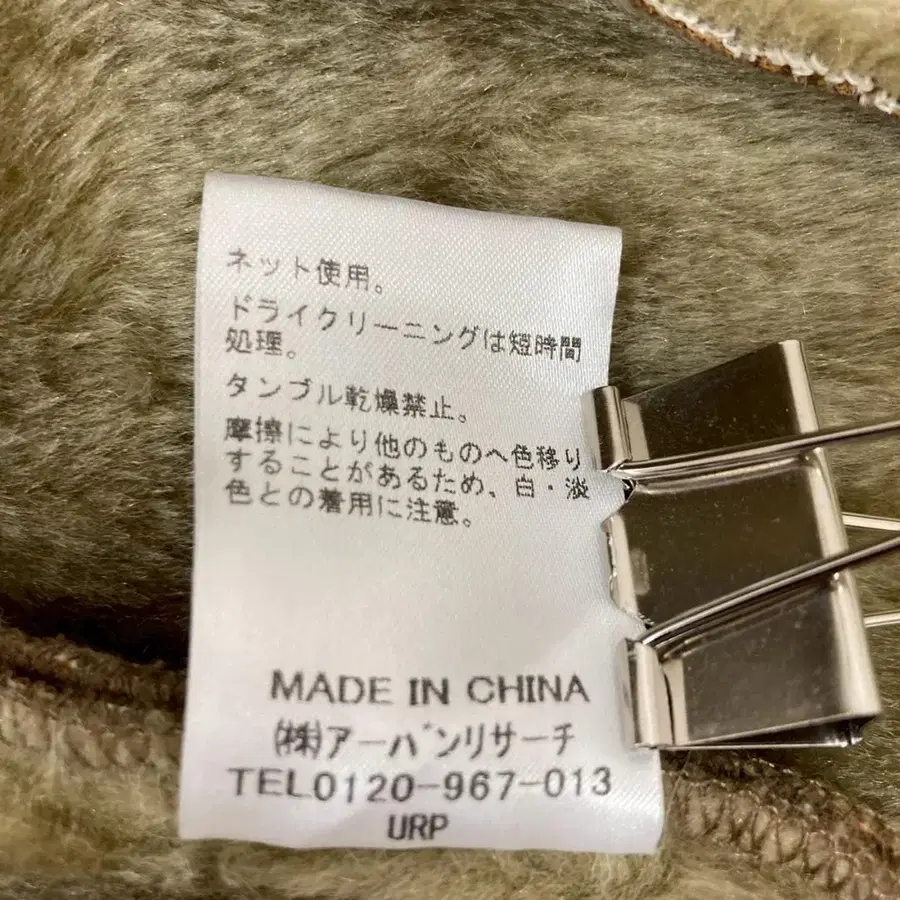 ネット使用。
ドライクリーニングは短時間
処理。
タンブル乾燥禁止。
摩擦により他のものへ色移り
することがあるため、白・淡
色との着用に注意。
MADE IN CHINA
㈱アーバンリサーチ
TEL0120-967-013
URP